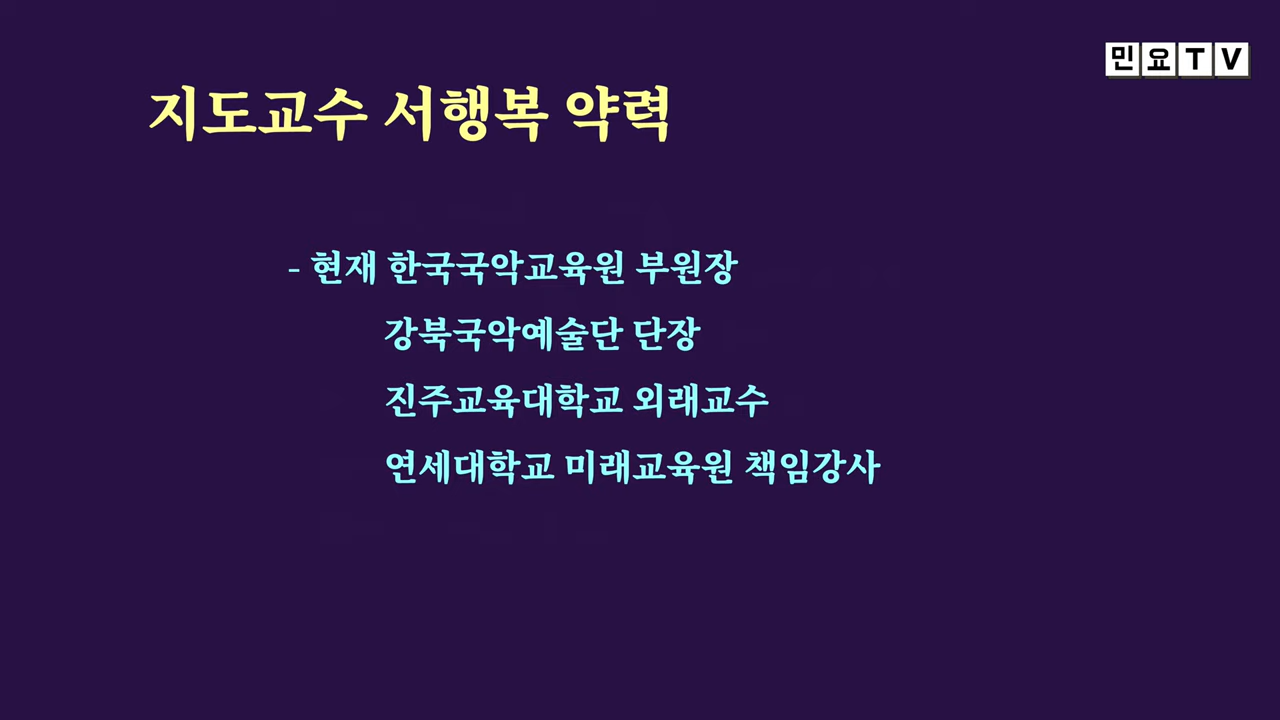 민요TV
지도교수 서행복 약력
- 현재 한국국악교육원 부원장
강북국악예술단 단장
진주교육대학교 외래교수
연세대학교 미래교육원 책임강사